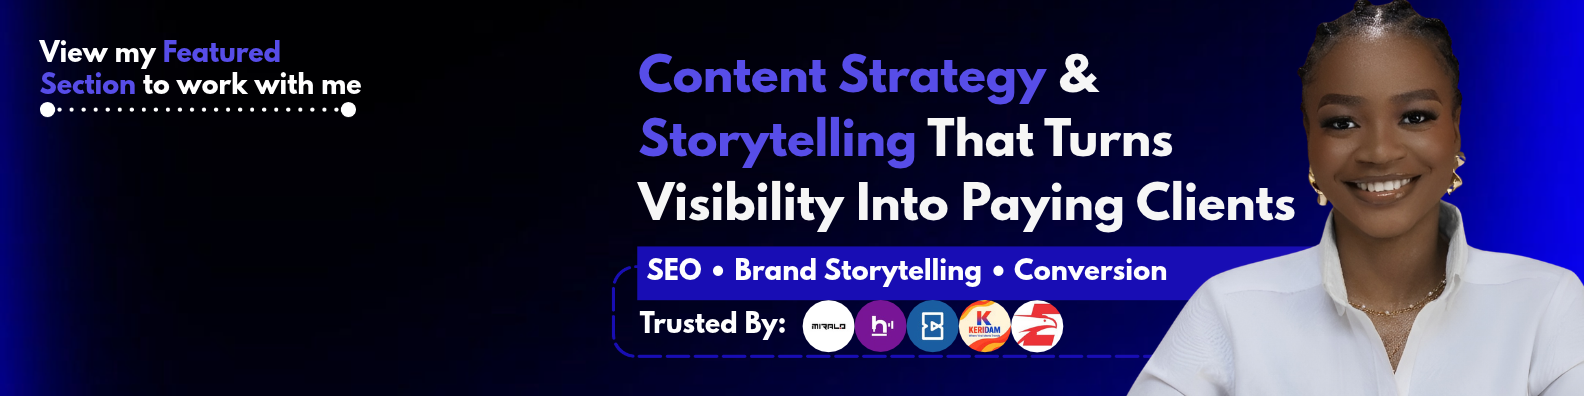 View my Featured
Section to work with me
Content Strategy &
Storytelling That Turns
Visibility Into Paying Clients
SEO • Brand Storytelling • Conversion
Trusted By:
MIRALO
h
K
KERIDAM